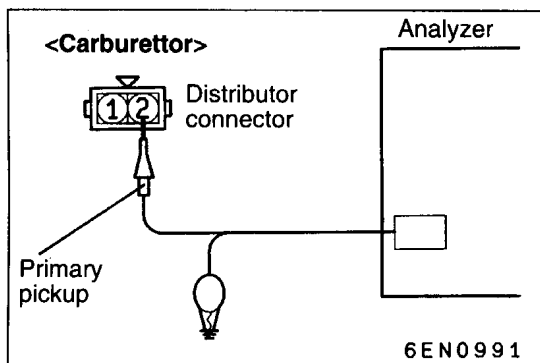 <Carburettor>
Analyzer
1 2
Distributor
connector
Primary
pickup
6EN0991